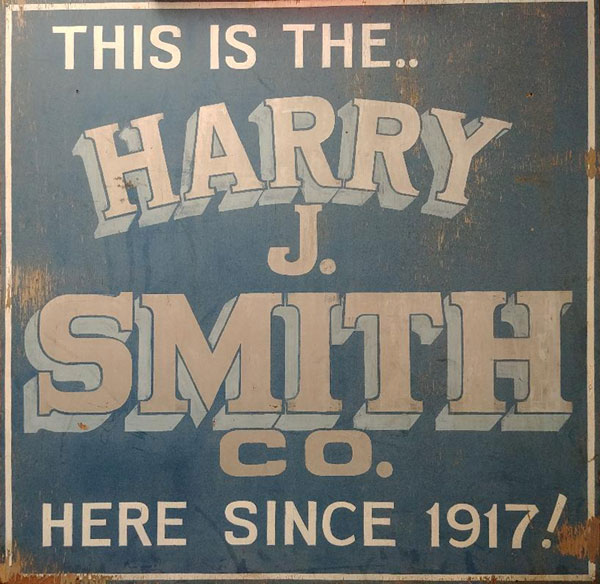 THIS IS THE..
HARRY
J.
SMITH
CO.
HERE SINCE 1917!